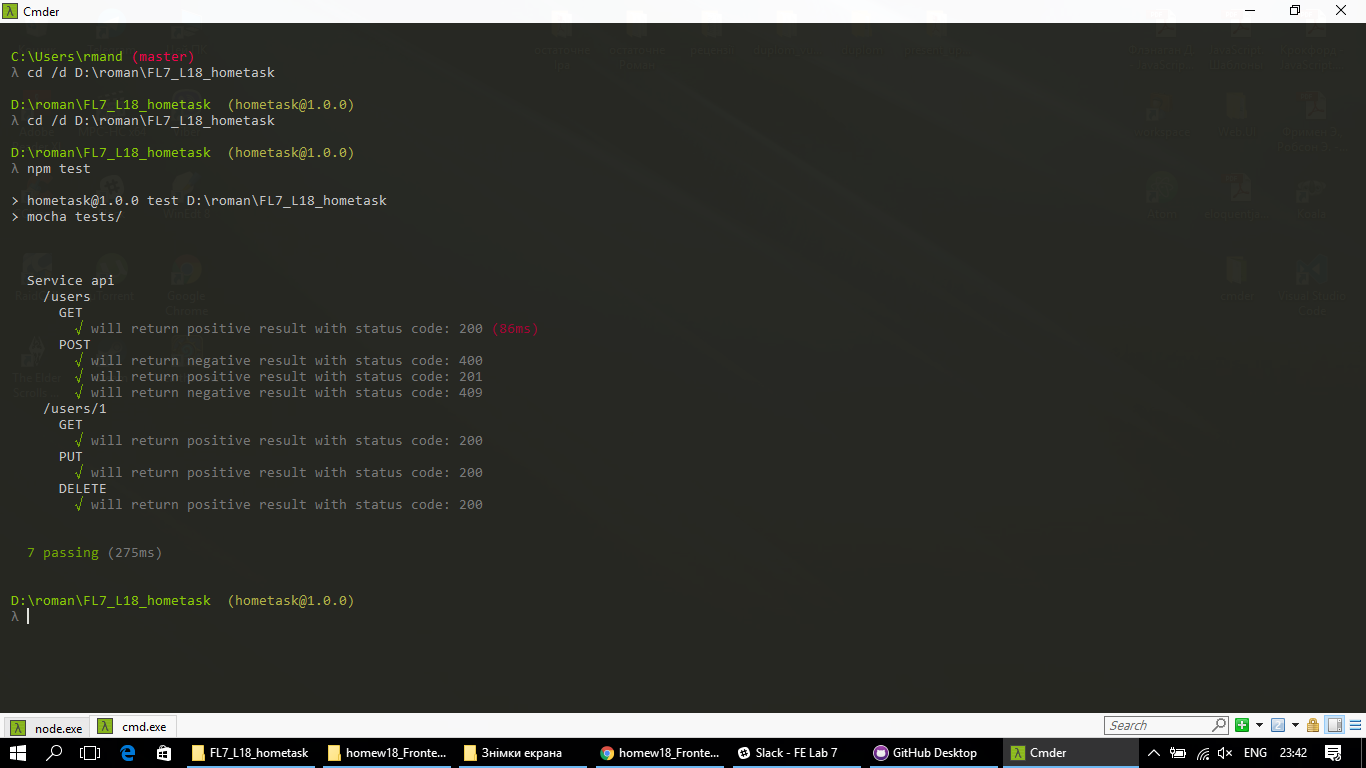 Cmder
C:\Users\rmand (master)
λ cd /d D:\roman\FL7_L18_hometask
D:\roman\FL7_L18_hometask (hometask@1.0.0)
λ cd /d D:\roman\FL7_L18_hometask
D:\roman\FL7_L18_hometask (hometask@1.0.0)
λ npm test
> hometask@1.0.0 test D:\roman\FL7_L18_hometask
> mocha tests/
Service api
/users
GET
√ will return positive result with status code: 200 (86ms)
POST
√ will return negative result with status code: 400
√ will return positive result with status code: 201
√ will return negative result with status code: 409
/users/1
GET
√ will return positive result with status code: 200
PUT
√ will return positive result with status code: 200
DELETE
√ will return positive result with status code: 200
7 passing (275ms)
D:\roman\FL7_L18_hometask (hometask@1.0.0)
λ
node.exe cmd.exe Search
FL7_L18_hometask homew18_Fronte... Знімки екрана homew18_Fronte... Slack - FE Lab 7 GitHub Desktop Cmder ENG 23:42